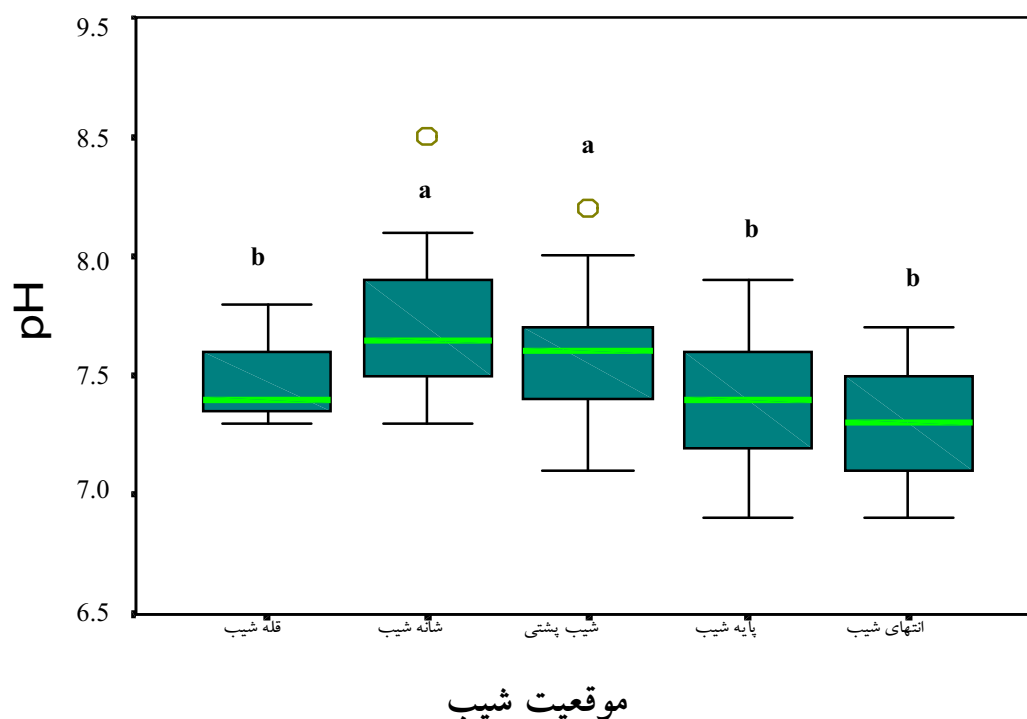 9.5
8.5
8.0
7.5
7.0
6.5
pH
b
a
a
b
b
قله شیب
شانه شیب
شیب پشتی
پایه شیب
انتهای شیب
موقعیت شیب